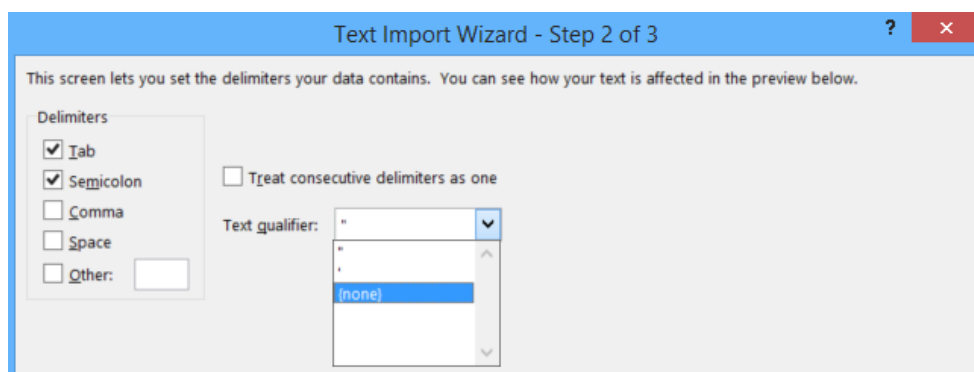 Text Import Wizard - Step 2 of 3
?
This screen lets you set the delimiters your data contains. You can see how your text is affected in the preview below.
Delimiters
Tab
Semicolon
Comma
Space
Other:
Treat consecutive delimiters as one
Text qualifier: "
"
'
{none}